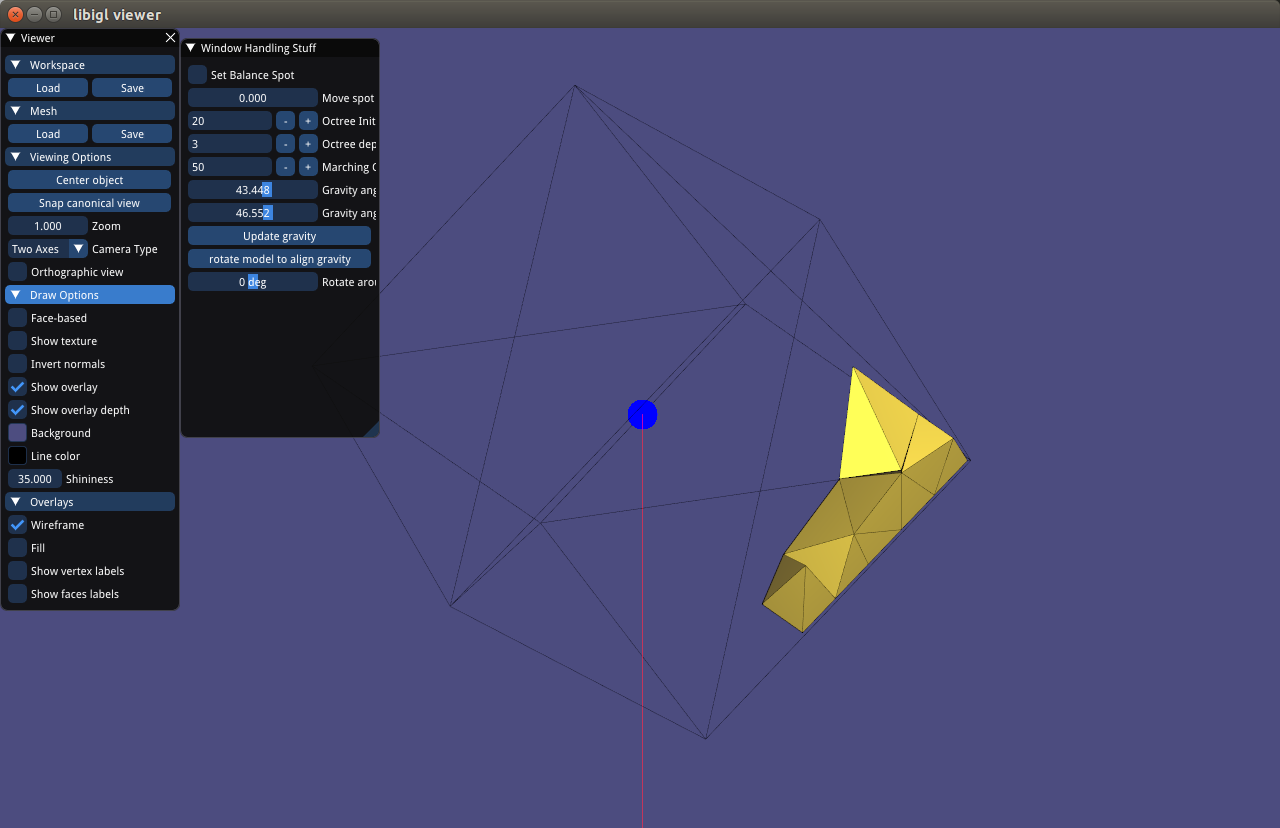 libigl viewer
Viewer
Workspace
Load Save
Mesh
Load Save
Viewing Options
Center object
Snap canonical view
1.000 Zoom
Two Axes Camera Type
Orthographic view
Draw Options
Face-based
Show texture
Invert normals
Show overlay
Show overlay depth
Background
Line color
35.000 Shininess
Overlays
Wireframe
Fill
Show vertex labels
Show faces labels
Window Handling Stuff
Set Balance Spot
0.000 Move spot
20 - + Octree Init
3 - + Octree dep
50 - + Marching
43.448 Gravity ang
46.552 Gravity ang
Update gravity
rotate model to align gravity
0 deg Rotate arou